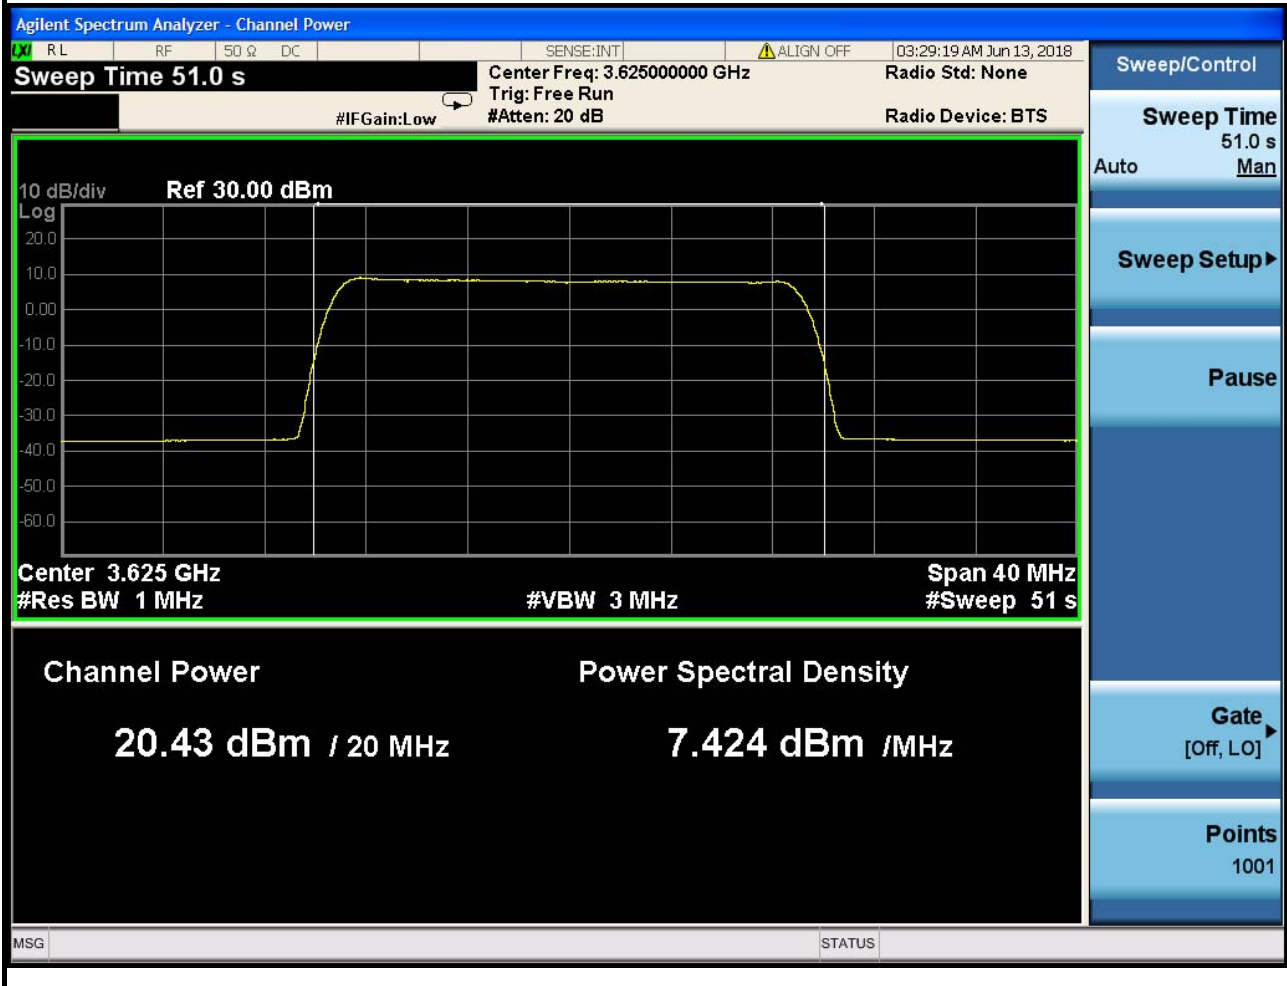 Agilent Spectrum Analyzer - Channel Power
LXI RL RF 50 Ω DC SENSE:INT ALIGN OFF 03:29:19 AM Jun 13, 2018
Sweep Time 51.0 s
Center Freq: 3.625000000 GHz
Radio Std: None
Trig: Free Run
#IFGain:Low
#Atten: 20 dB
Radio Device: BTS
10 dB/div Ref 30.00 dBm
Log
20.0
10.0
0.00
-10.0
-20.0
-30.0
-40.0
-50.0
-60.0
Center 3.625 GHz
Span 40 MHz
#Res BW 1 MHz
#VBW 3 MHz
#Sweep 51 s
Channel Power
Power Spectral Density
20.43 dBm / 20 MHz
7.424 dBm /MHz
MSG
STATUS
Sweep/Control
Sweep Time
51.0 s
Auto Man
Sweep Setup
Pause
Gate
[Off, LO]
Points
1001